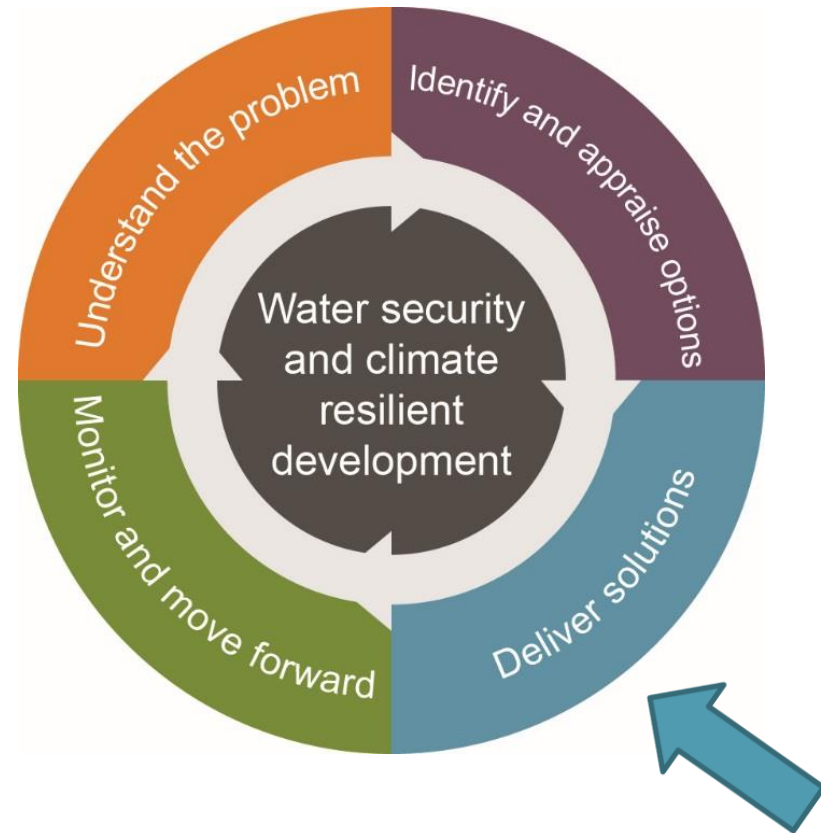 Understand the problem
Identify and appraise options
Water security
and climate
resilient
development
Monitor and move forward
Deliver solutions